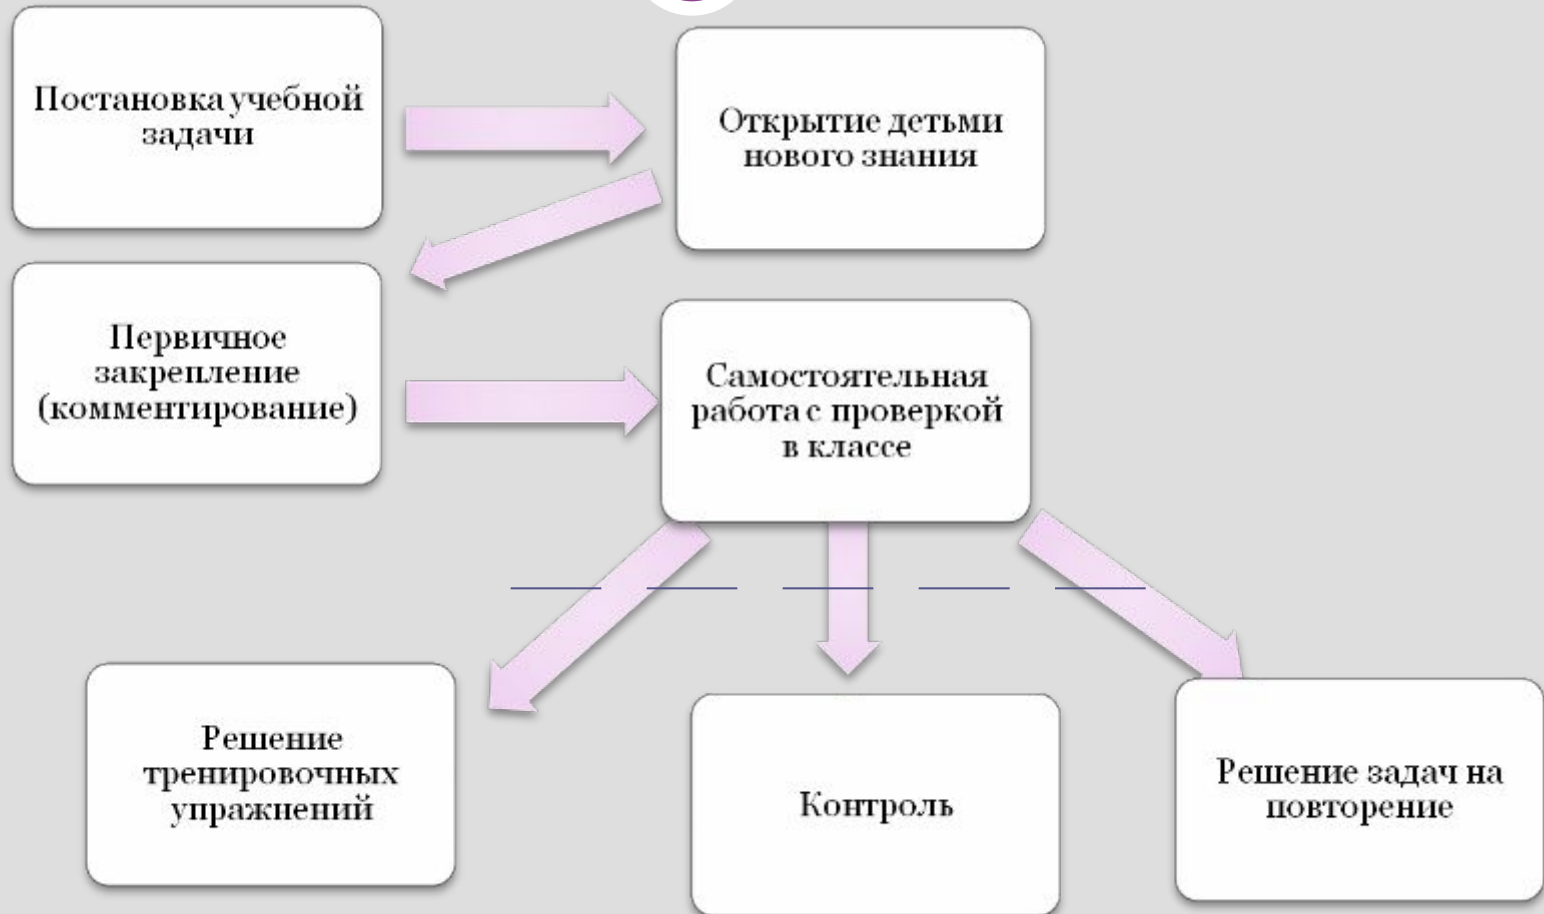 Постановка учебной
задачи
Открытие детьми
нового знания
Первичное
закрепление
(комментирование)
Самостоятельная
работа с проверкой
в классе
Решение
тренировочных
упражнений
Контроль
Решение задач на
повторение